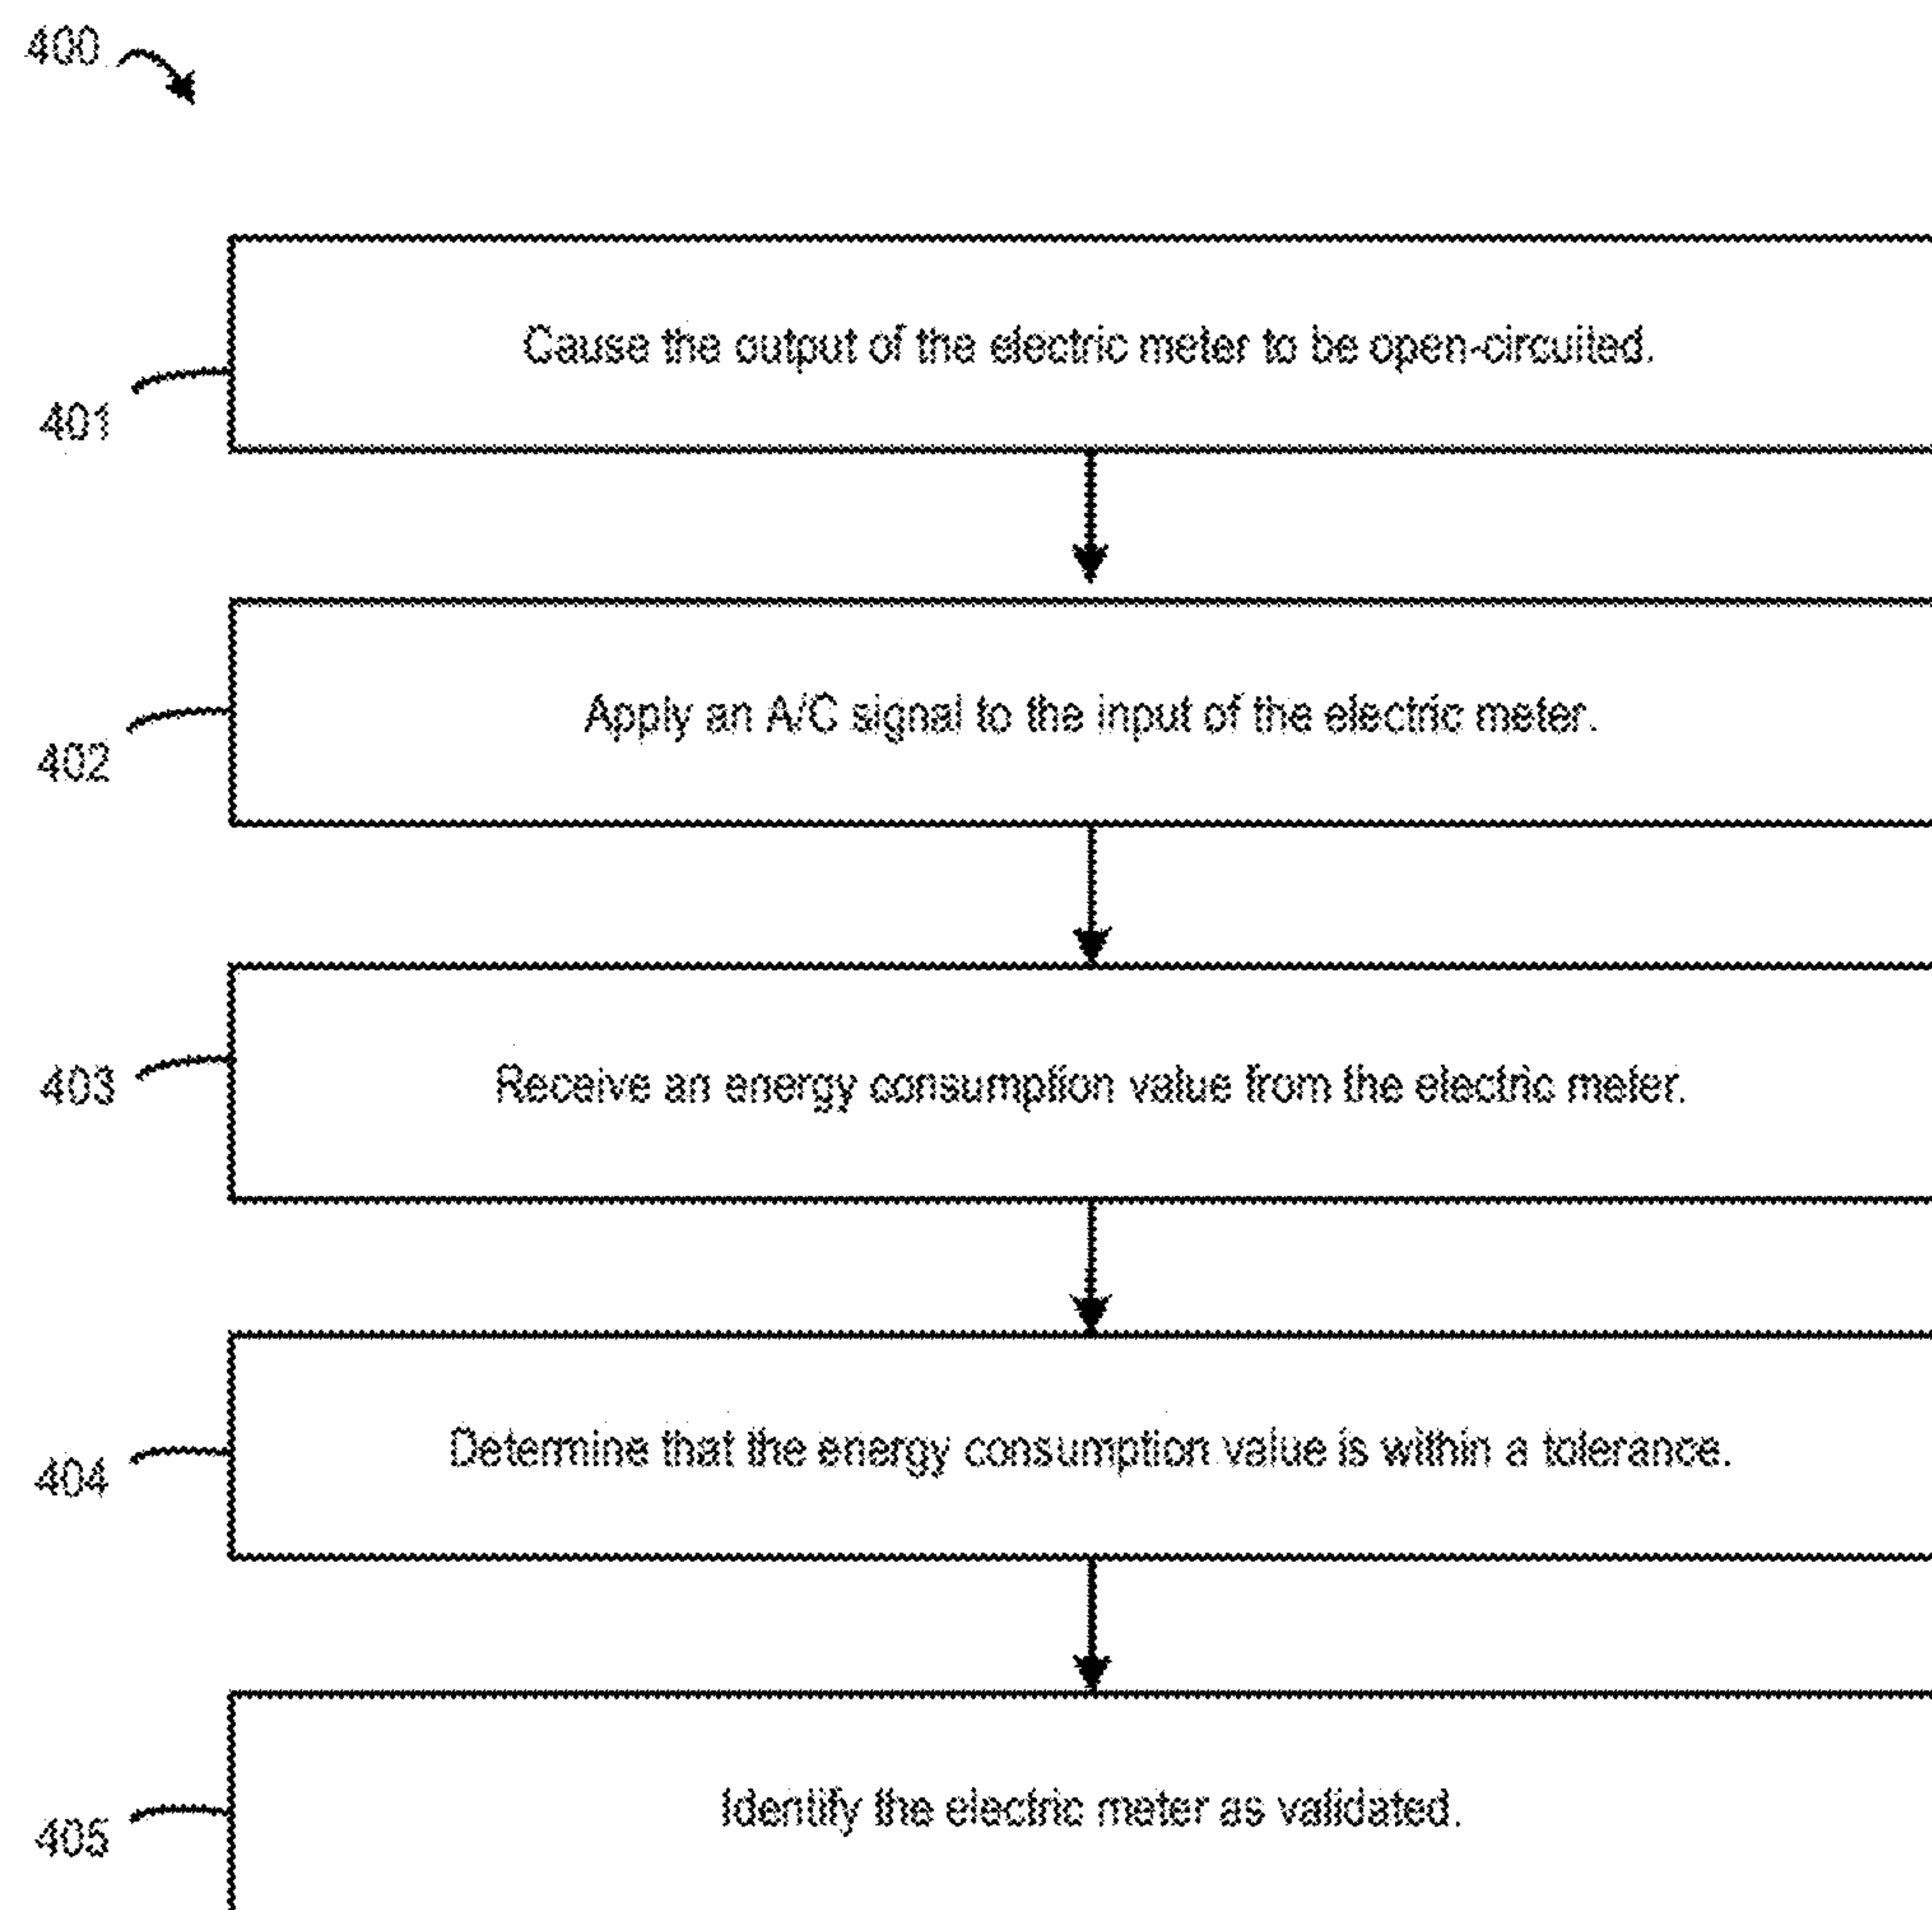 400
Cause the output of the electric meter to be open-circuited.
401
Apply an A/C signal to the input of the electric meter.
402
Receive an energy consumption value from the electric meter.
403
Determine that the energy consumption value is within a tolerance.
404
Identify the electric meter as validated.
405